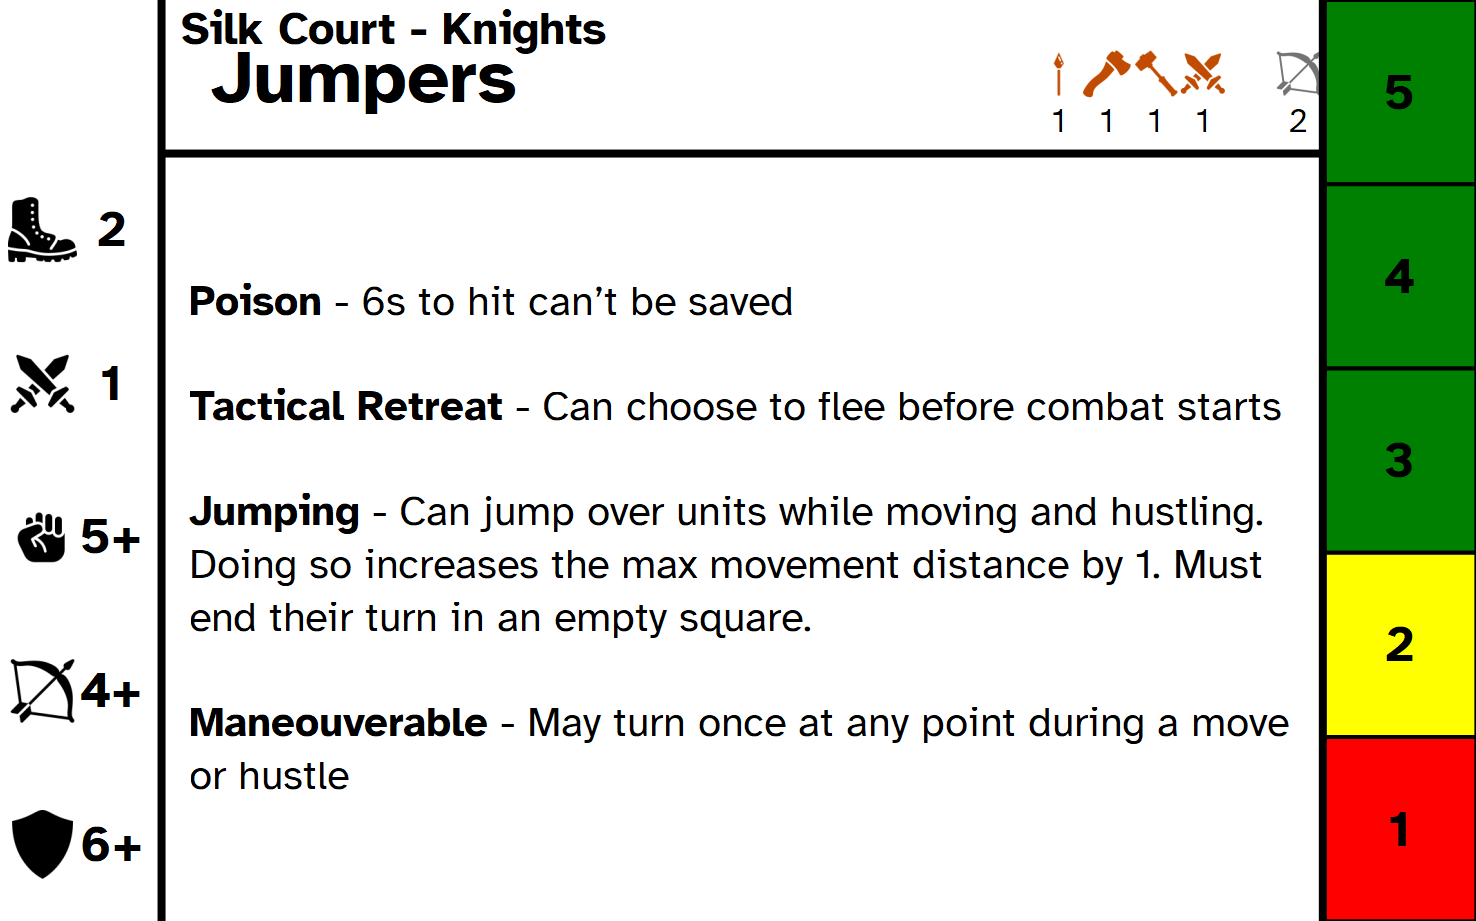 Silk Court - Knights
Jumpers
1 1 1 1 2
2
1
5+
4+
6+
Poison - 6s to hit can’t be saved
Tactical Retreat - Can choose to flee before combat starts
Jumping - Can jump over units while moving and hustling.
Doing so increases the max movement distance by 1. Must
end their turn in an empty square.
Maneouverable - May turn once at any point during a move
or hustle
5
4
3
2
1